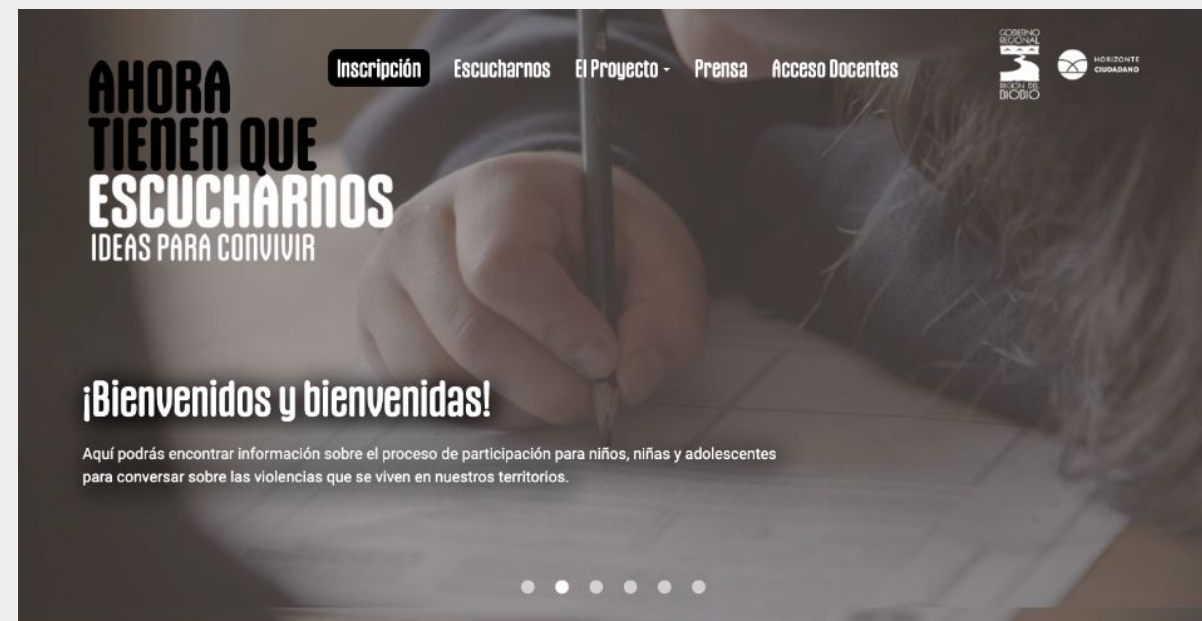 AHORA
TIENEN QUE
ESCUCHARNOS
IDEAS PARA CONVIVIR
Inscripción Escucharnos El Proyecto Prensa Acceso Docentes
GOBIERNO
REGIONAL
REGIÓN DEL
BIOBIO
HORIZONTE
CIUDADANO
¡Bienvenidos y bienvenidas!
Aquí podrás encontrar información sobre el proceso de participación para niños, niñas y adolescentes
para conversar sobre las violencias que se viven en nuestros territorios.